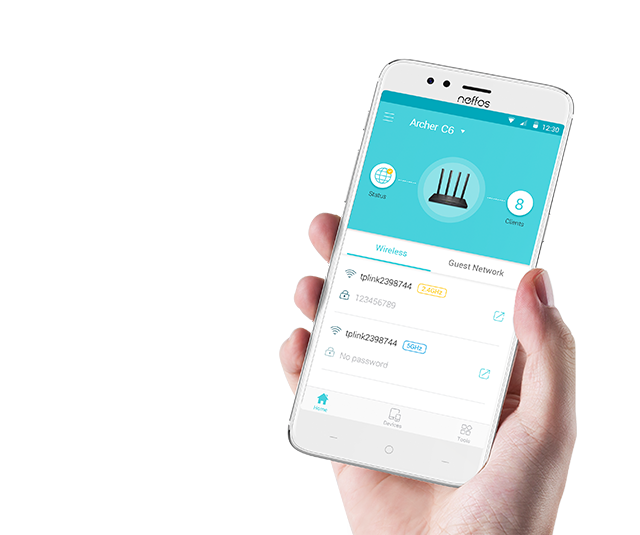 neffos
12:30
Archer C6
Status
8
Clients
Wireless
Guest Network
tplink2398744 2.4GHz
123456789
tplink2398744 5GHz
No password
Home
Devices
Tools